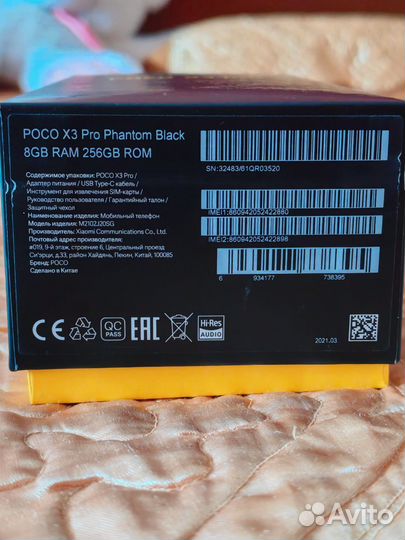 POCO X3 Pro Phantom Black
8GB RAM 256GB ROM
Содержимое упаковки: POCO X3 Pro /
Адаптер питания / USB Type-C кабель /
Инструмент для извлечения SIM-карты /
Руководство пользователя / Гарантийный талон /
Защитный чехол
Наименование изделия: Мобильный телефон
Модель изделия: M2102J20SG
Производитель: Xiaomi Communications Co., Ltd.
Почтовый адрес производителя:
#019, 9-й этаж, строение 6, Центральный проезд
Си'эрци, д.33, район Хайдянь, Пекин, Китай, 100085
Бренд: POCO
Сделано в Китае
SN:32483/61QR03520
IMEI1:860942052422880
IMEI2:860942052422898
6 934177 738395
CE
QC
PASS
EAC
Hi-Res
AUDIO
2021.03
Avito